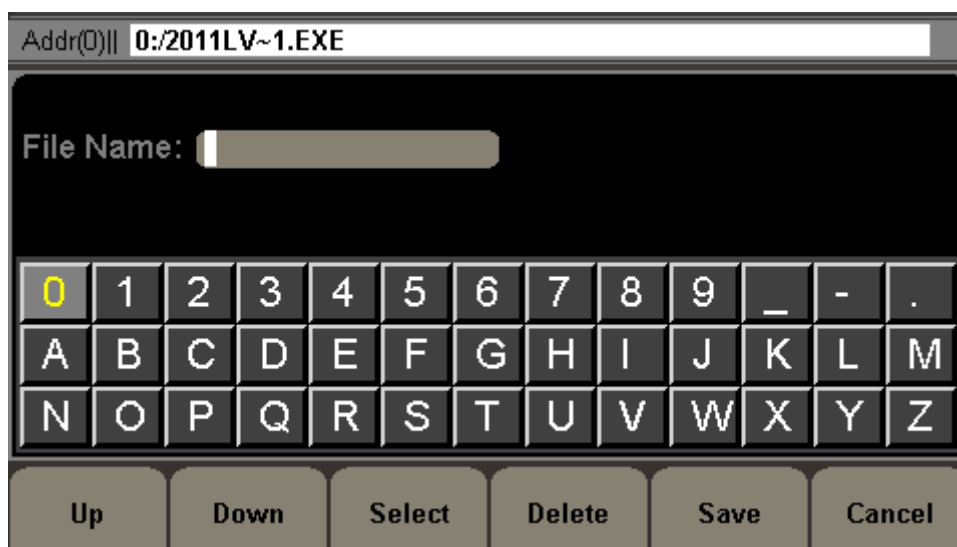 Addr(0)|| 0:/2011LV~1.EXE
File Name:
0 1 2 3 4 5 6 7 8 9 _ - .
A B C D E F G H I J K L M
N O P Q R S T U V W X Y Z
Up Down Select Delete Save Cancel